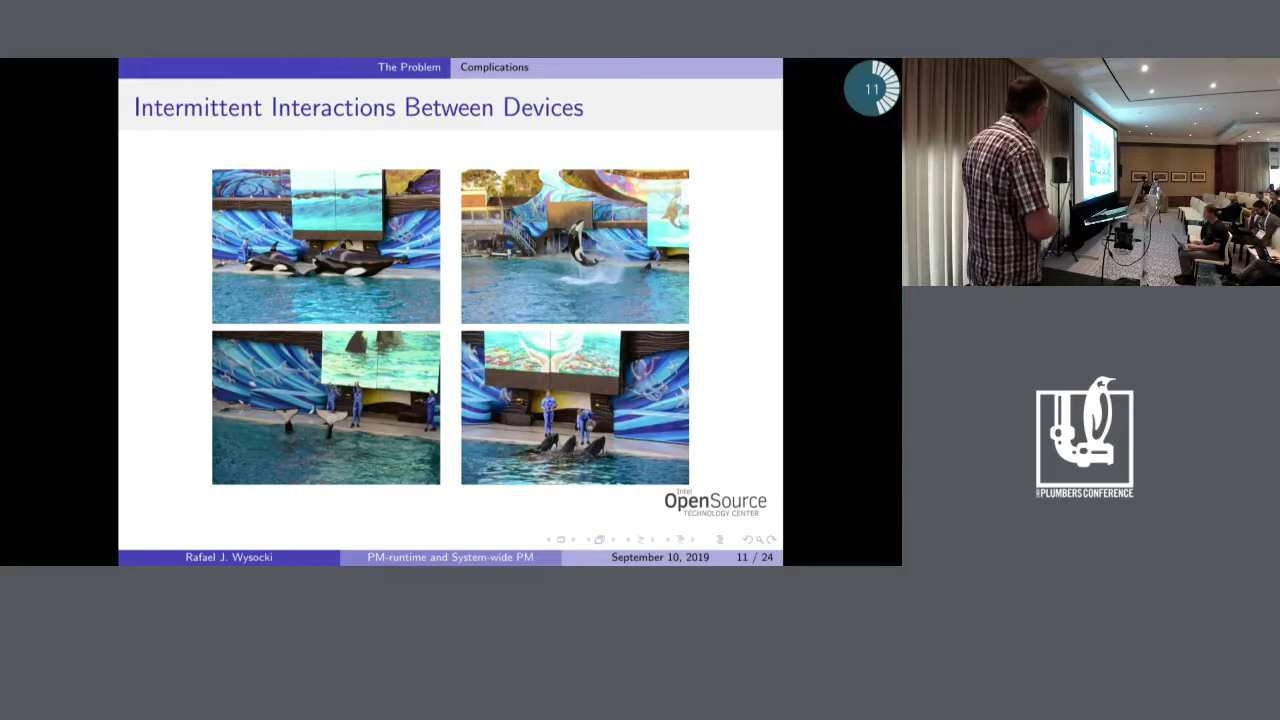 The Problem Complications
Intermittent Interactions Between Devices
11
Intel
OpenSource
TECHNOLOGY CENTER
Rafael J. Wysocki PM-runtime and System-wide PM September 10, 2019 11 / 24
PLUMBERS CONFERENCE